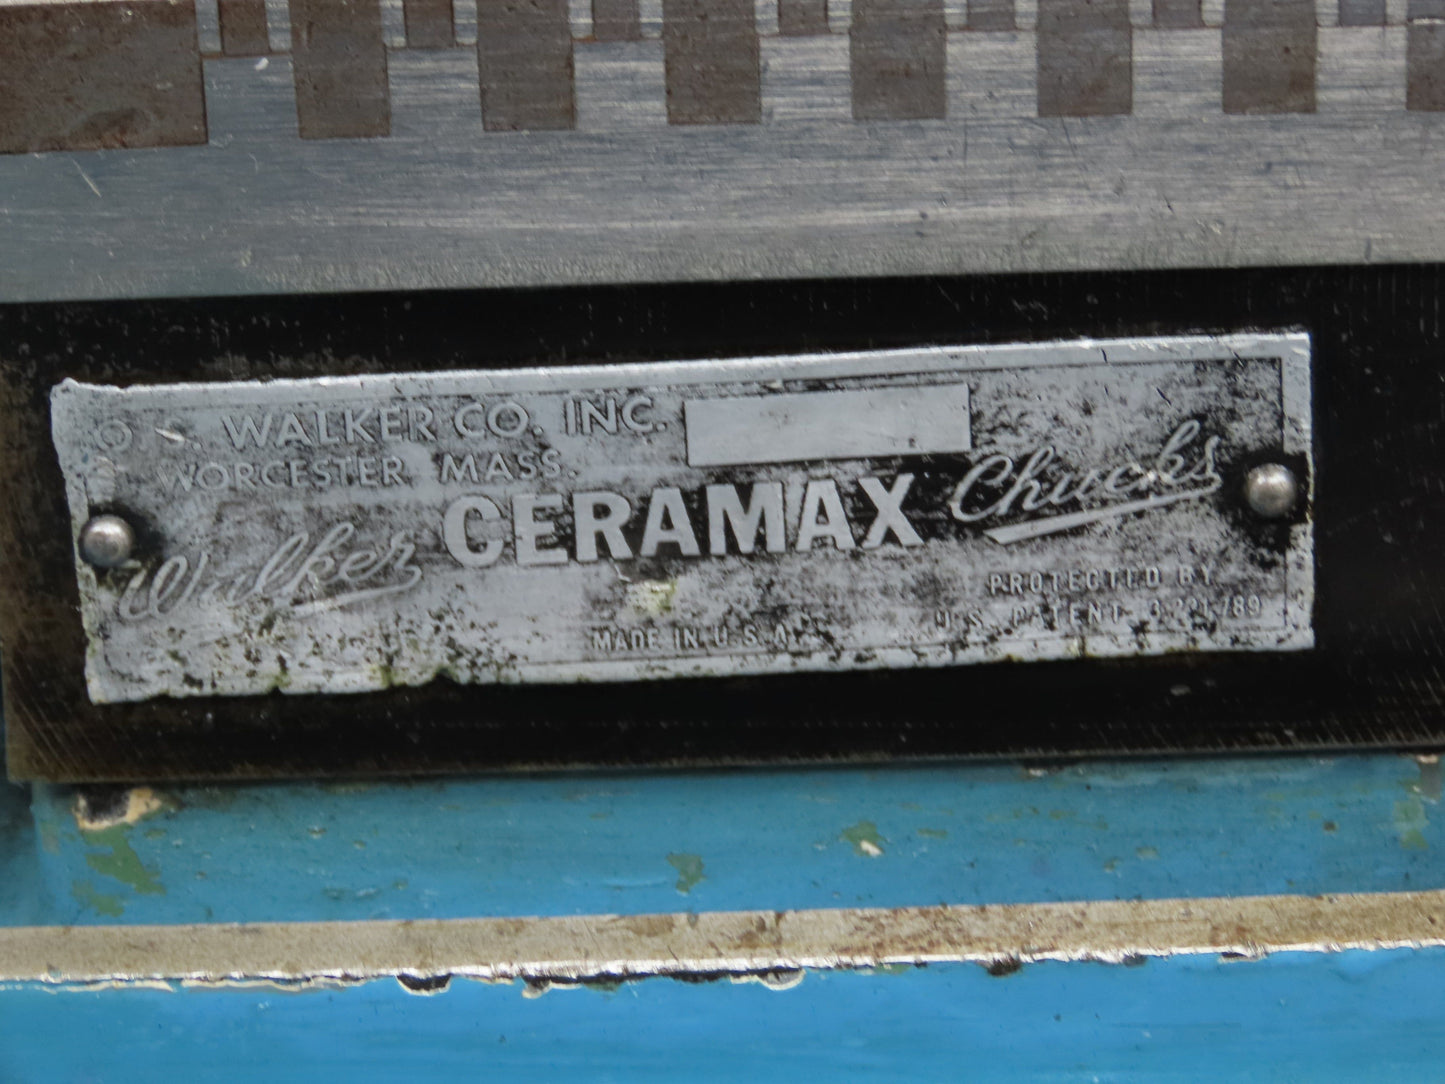 O. S. WALKER CO. INC.
WORCESTER MASS.
Walker CERAMAX Chucks
PROTECTED BY
U.S. PATENT
MADE IN U.S.A.